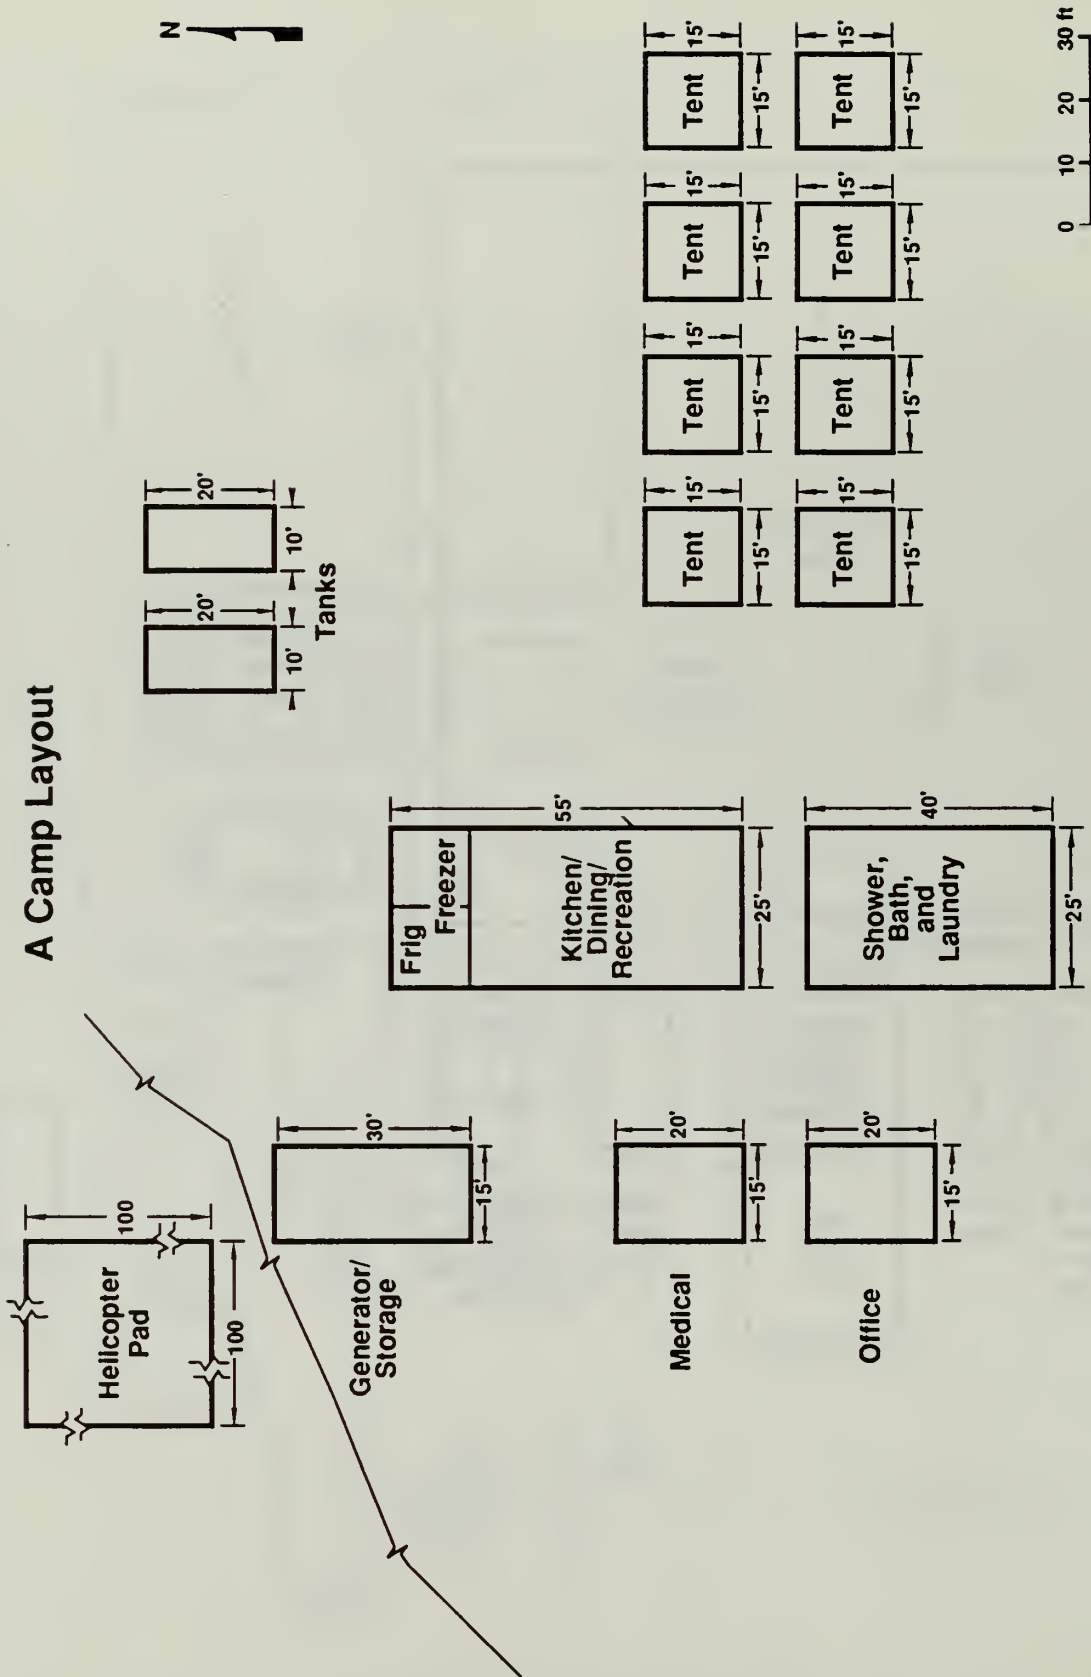 A Camp Layout
N
Helicopter
Pad
100
100
20'
20'
10'
10'
Tanks
Generator/
Storage
30'
15'
Frig
Freezer
Kitchen/
Dining/
Recreation
55'
25'
Medical
20'
15'
Tent
15'
15'
Tent
15'
15'
Tent
15'
15'
Tent
15'
15'
Office
20'
15'
Shower,
Bath,
and
Laundry
40'
25'
Tent
15'
15'
Tent
15'
15'
Tent
15'
15'
Tent
15'
15'
0 10 20 30 ft